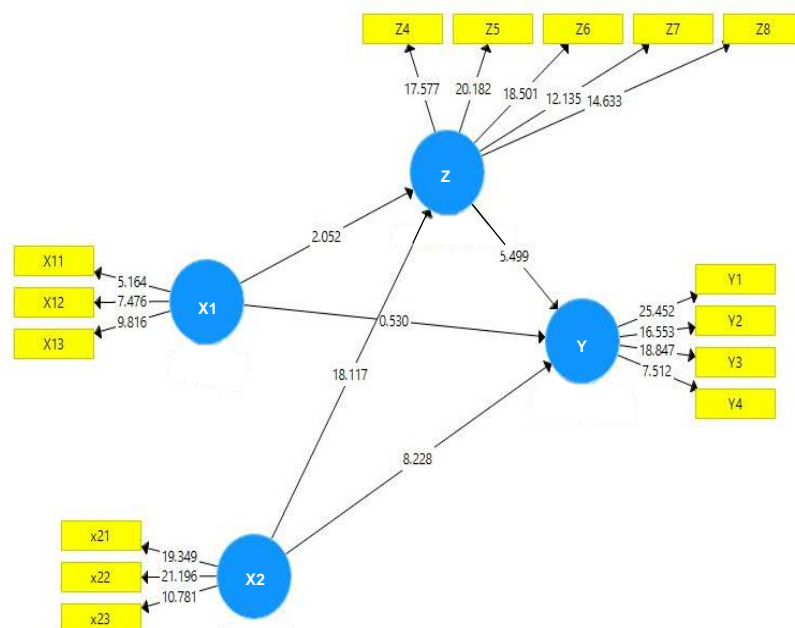 Z4
Z5
Z6
Z7
Z8
17.577
20.182
18.501
12.135
14.633
Z
2.052
5.499
X11
X12
X13
5.164
7.476
9.816
X1
0.530
18.117
8.228
Y
25.452
16.553
18.847
7.512
Y1
Y2
Y3
Y4
x21
x22
x23
19.349
21.196
10.781
X2